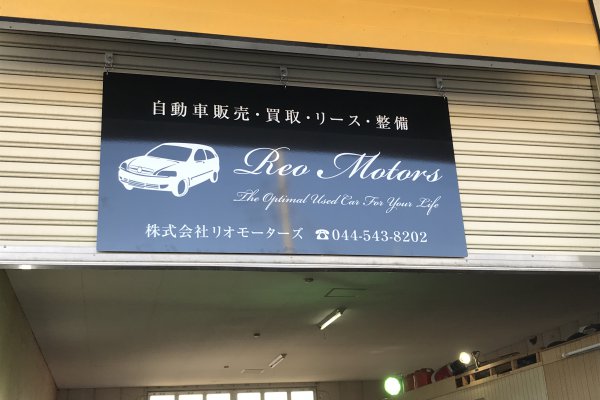 自動車販売・買取・リース・整備
Reo Motors
The Optimal Used Car For Your Life
株式会社リオモーターズ ☎044-543-8202